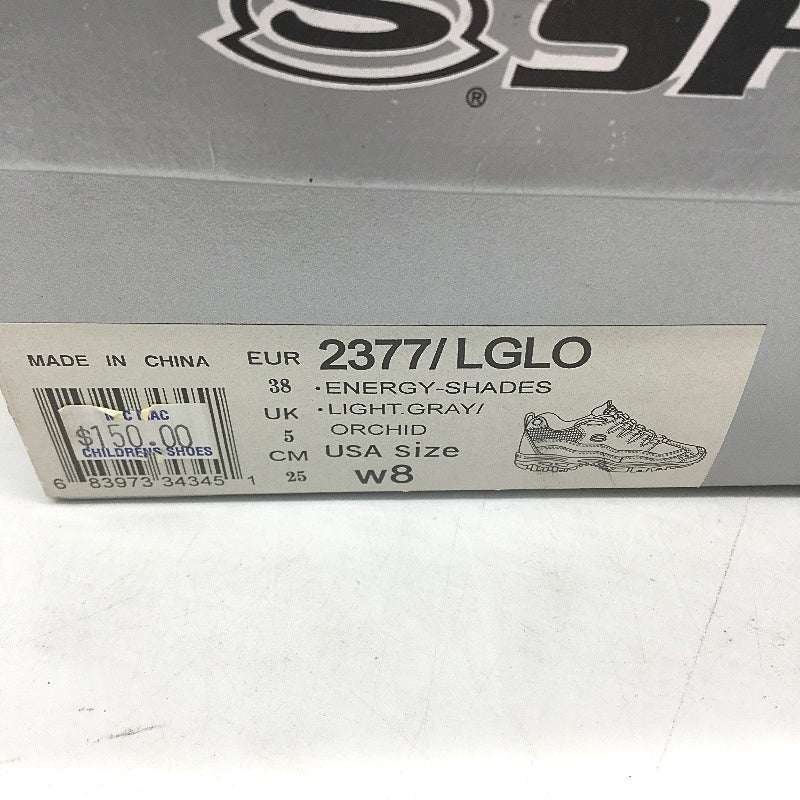 ®
MADE IN CHINA
EUR
38
UK
5
CM
25
2377/LGLO
·ENERGY-SHADES
·LIGHT.GRAY/
ORCHID
USA Size
W8
$150.00
CHILDREN'S SHOES
6 83973 34345 1